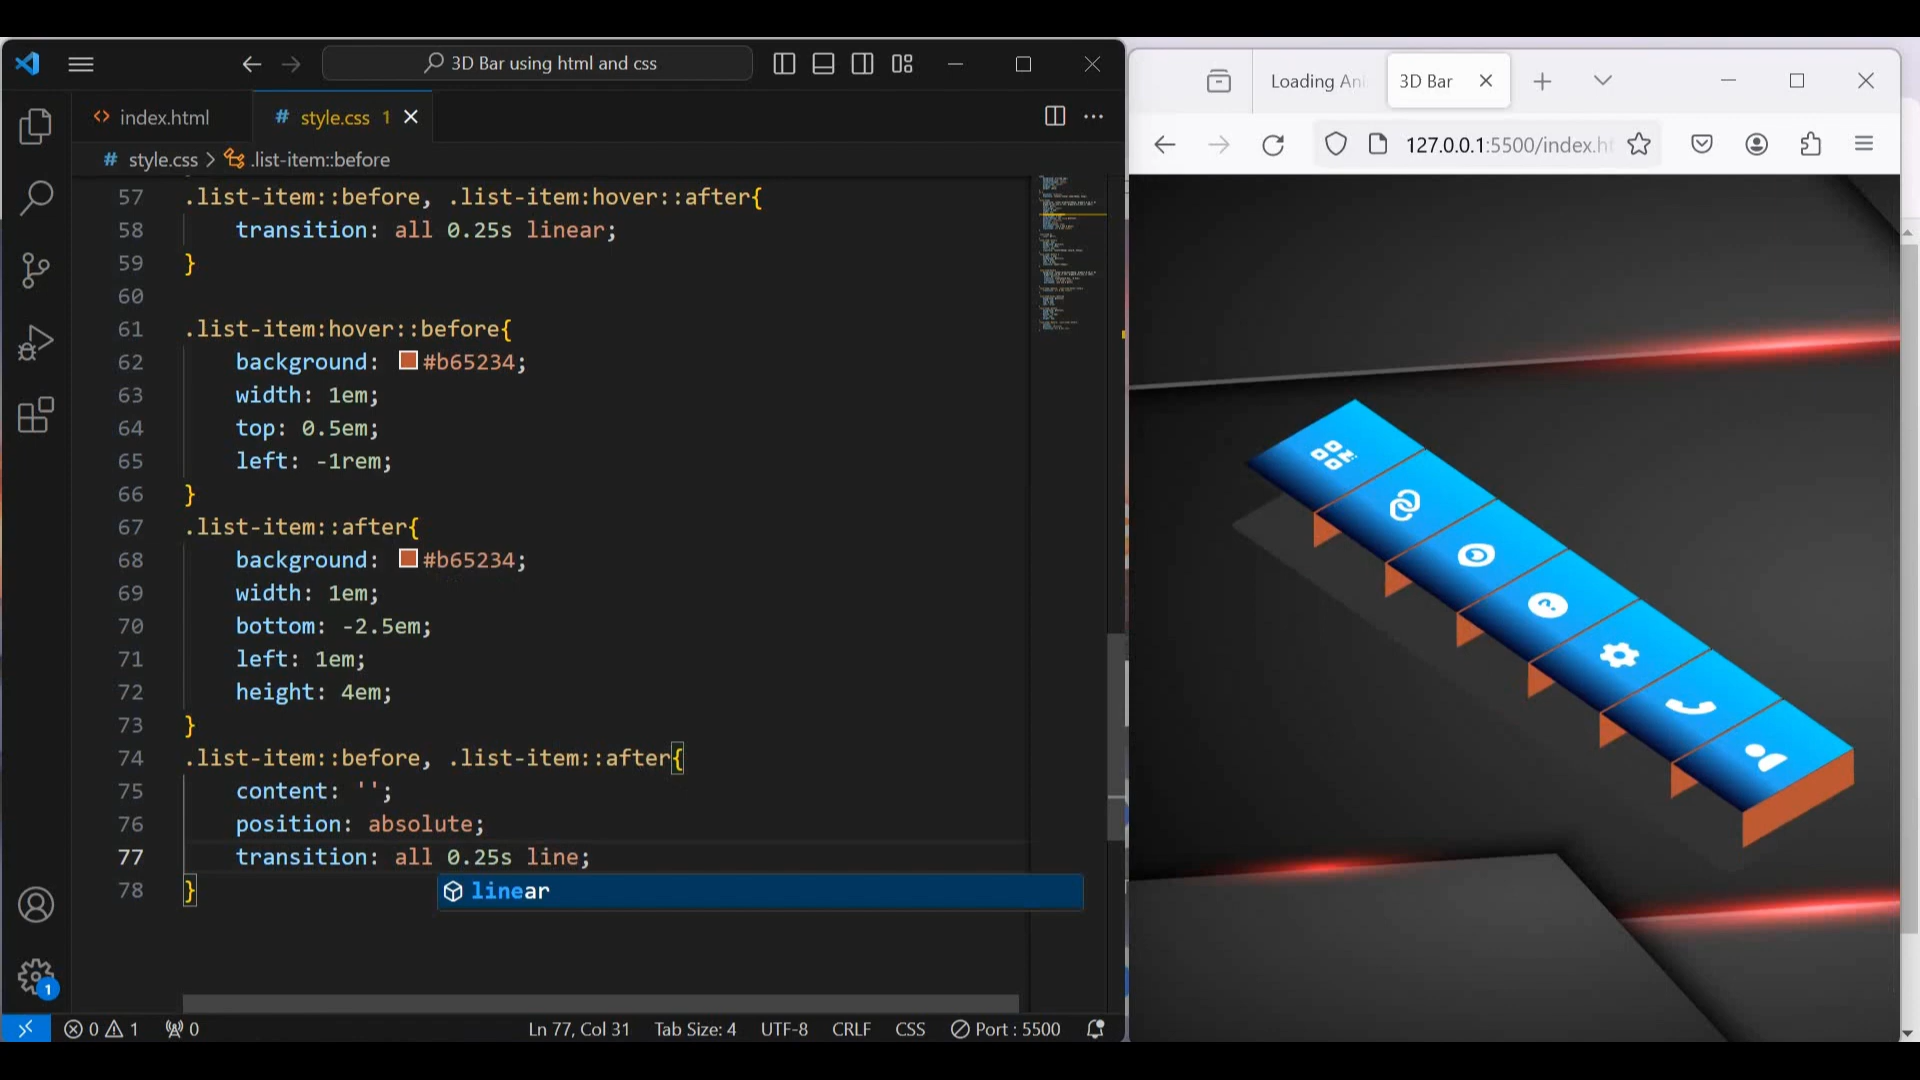 3D Bar using html and css
index.html
# style.css 1
# style.css > .list-item::before
57 .list-item::before, .list-item:hover::after{
58 transition: all 0.25s linear;
59 }
60
61 .list-item:hover::before{
62 background: #b65234;
63 width: 1em;
64 top: 0.5em;
65 left: -1rem;
66 }
67 .list-item::after{
68 background: #b65234;
69 width: 1em;
70 bottom: -2.5em;
71 left: 1em;
72 height: 4em;
73 }
74 .list-item::before, .list-item::after{
75 content: '';
76 position: absolute;
77 transition: all 0.25s line;
78 }
linear
1
0 1 0 Ln 77, Col 31 Tab Size: 4 UTF-8 CRLF CSS Port : 5500
Loading Ani 3D Bar
127.0.0.1:5500/index.ht